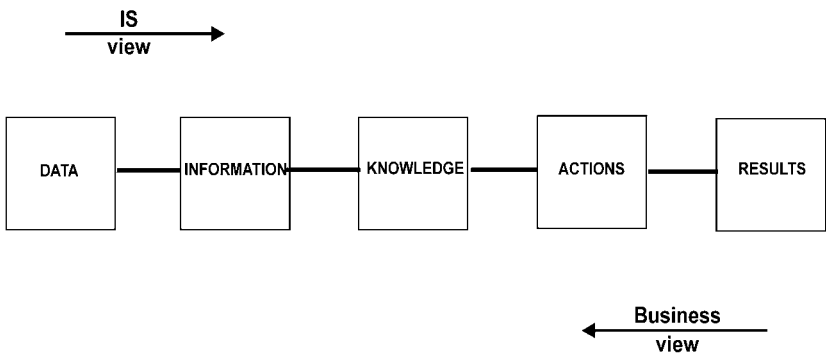 IS
view
DATA
INFORMATION
KNOWLEDGE
ACTIONS
RESULTS
Business
view